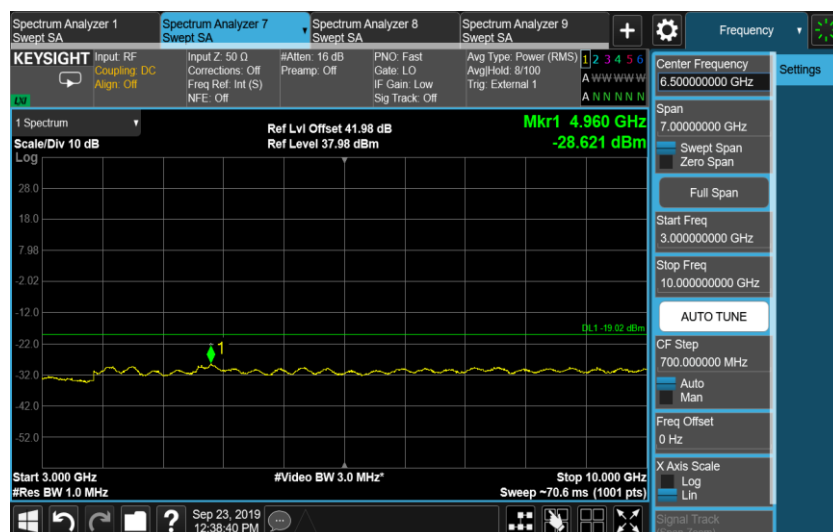 Spectrum Analyzer 1
Swept SA
Spectrum Analyzer 7
Swept SA
Spectrum Analyzer 8
Swept SA
Spectrum Analyzer 9
Swept SA
+
Frequency
KEYSIGHT
Input: RF
Coupling: DC
Align: Off
Input Z: 50 Ω
Corrections: Off
Freq Ref: Int (S)
NFE: Off
#Atten: 16 dB
Preamp: Off
PNO: Fast
Gate: LO
IF Gain: Low
Sig Track: Off
Avg Type: Power (RMS)
Avg|Hold: 8/100
Trig: External 1
1 2 3 4 5 6
A W W W W W
A N N N N N
LXI
1 Spectrum
Scale/Div 10 dB
Log
Ref Lvl Offset 41.98 dB
Ref Level 37.98 dBm
Mkr1 4.960 GHz
-28.621 dBm
28.0
18.0
7.98
-2.02
-12.0
-22.0
-32.0
-42.0
-52.0
DL1 -19.02 dBm
1
Start 3.000 GHz
#Res BW 1.0 MHz
#Video BW 3.0 MHz*
Stop 10.000 GHz
Sweep ~70.6 ms (1001 pts)
Center Frequency
6.500000000 GHz
Settings
Span
7.00000000 GHz
Swept Span
Zero Span
Full Span
Start Freq
3.000000000 GHz
Stop Freq
10.000000000 GHz
AUTO TUNE
CF Step
700.000000 MHz
Auto
Man
Freq Offset
0 Hz
X Axis Scale
Log
Lin
Signal Track
?
Sep 23, 2019
12:38:40 PM